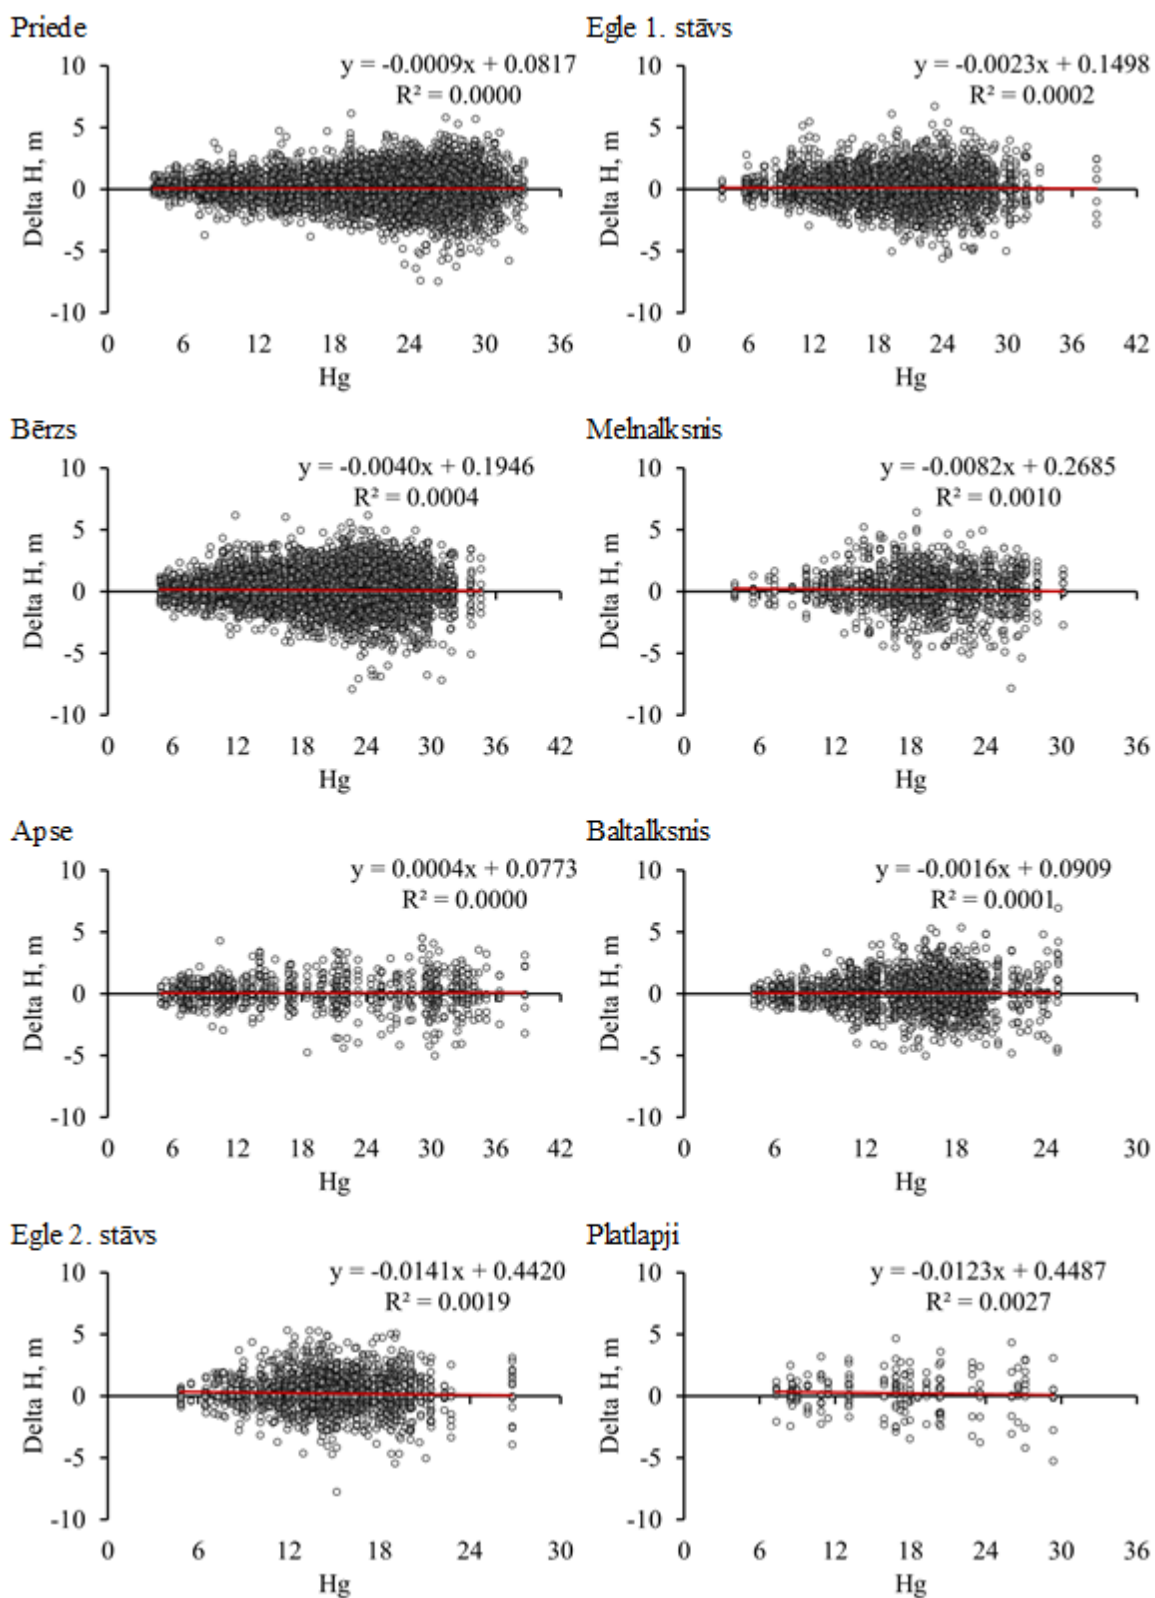 Priede
y = -0.0009x + 0.0817
R² = 0.0000
10
5
0
-5
-10
Delta H, m
0 6 12 18 24 30 36
Hg
Egle 1. stāvs
y = -0.0023x + 0.1498
R² = 0.0002
10
5
0
-5
-10
Delta H, m
0 6 12 18 24 30 36 42
Hg
Bērzs
y = -0.0040x + 0.1946
R² = 0.0004
10
5
0
-5
-10
Delta H, m
0 6 12 18 24 30 36 42
Hg
Melnalksnis
y = -0.0082x + 0.2685
R² = 0.0010
10
5
0
-5
-10
Delta H, m
0 6 12 18 24 30 36
Hg
Apse
y = 0.0004x + 0.0773
R² = 0.0000
10
5
0
-5
-10
Delta H, m
0 6 12 18 24 30 36 42
Hg
Baltalksnis
y = -0.0016x + 0.0909
R² = 0.0001
10
5
0
-5
-10
Delta H, m
0 6 12 18 24 30
Hg
Egle 2. stāvs
y = -0.0141x + 0.4420
R² = 0.0019
10
5
0
-5
-10
Delta H, m
0 6 12 18 24 30
Hg
Platlapji
y = -0.0123x + 0.4487
R² = 0.0027
10
5
0
-5
-10
Delta H, m
0 6 12 18 24 30 36
Hg